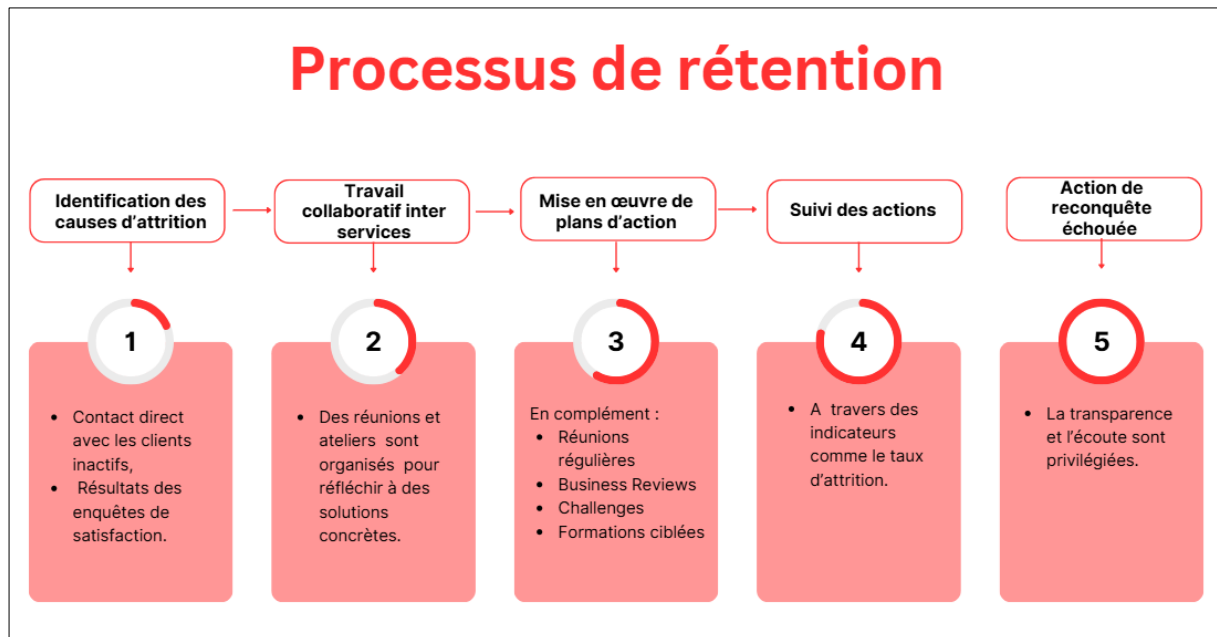 Processus de rétention
Identification des
causes d'attrition
Travail
collaboratif inter
services
Mise en œuvre de
plans d'action
Suivi des actions
Action de
reconquête
échouée
1
2
3
4
5
• Contact direct
avec les clients
inactifs,
• Résultats des
enquêtes de
satisfaction.
• Des réunions et
ateliers sont
organisés pour
réfléchir à des
solutions
concrètes.
En complément :
• Réunions
régulières
• Business Reviews
• Challenges
• Formations ciblées
• A travers des
indicateurs
comme le taux
d'attrition.
• La transparence
et l'écoute sont
privilégiées.